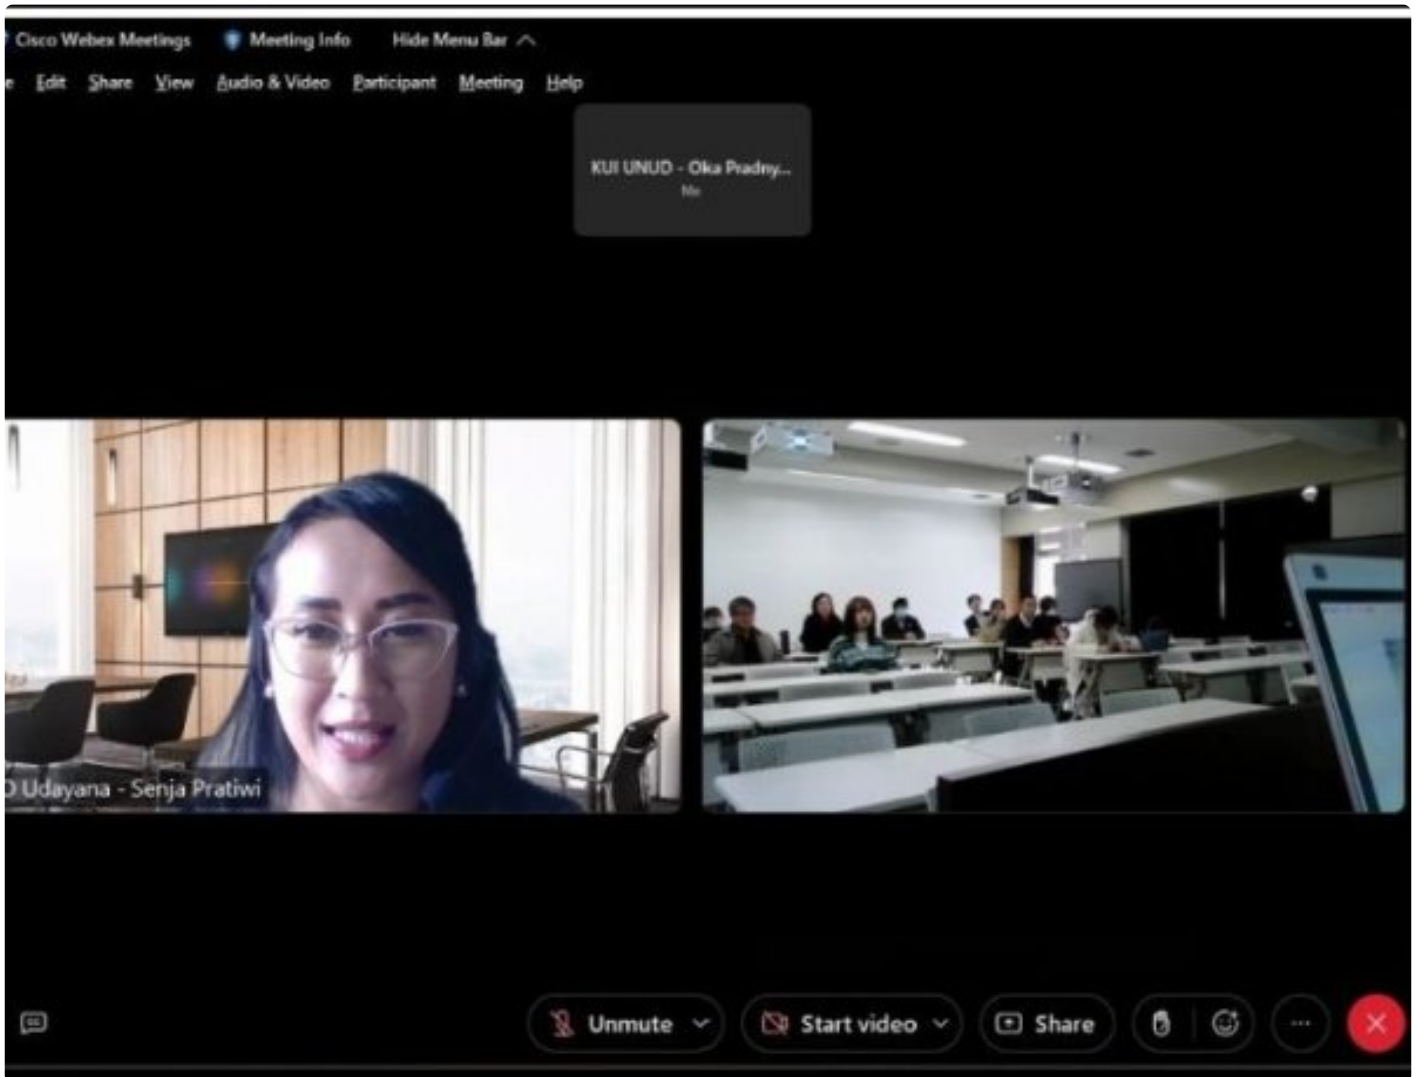 Cisco Webex Meetings Meeting Info Hide Menu Bar
e Edit Share View Audio & Video Participant Meeting Help
KUI UNUD - Oka Pradny...
Me
Udayana - Senja Pratiwi
Unmute Start video Share